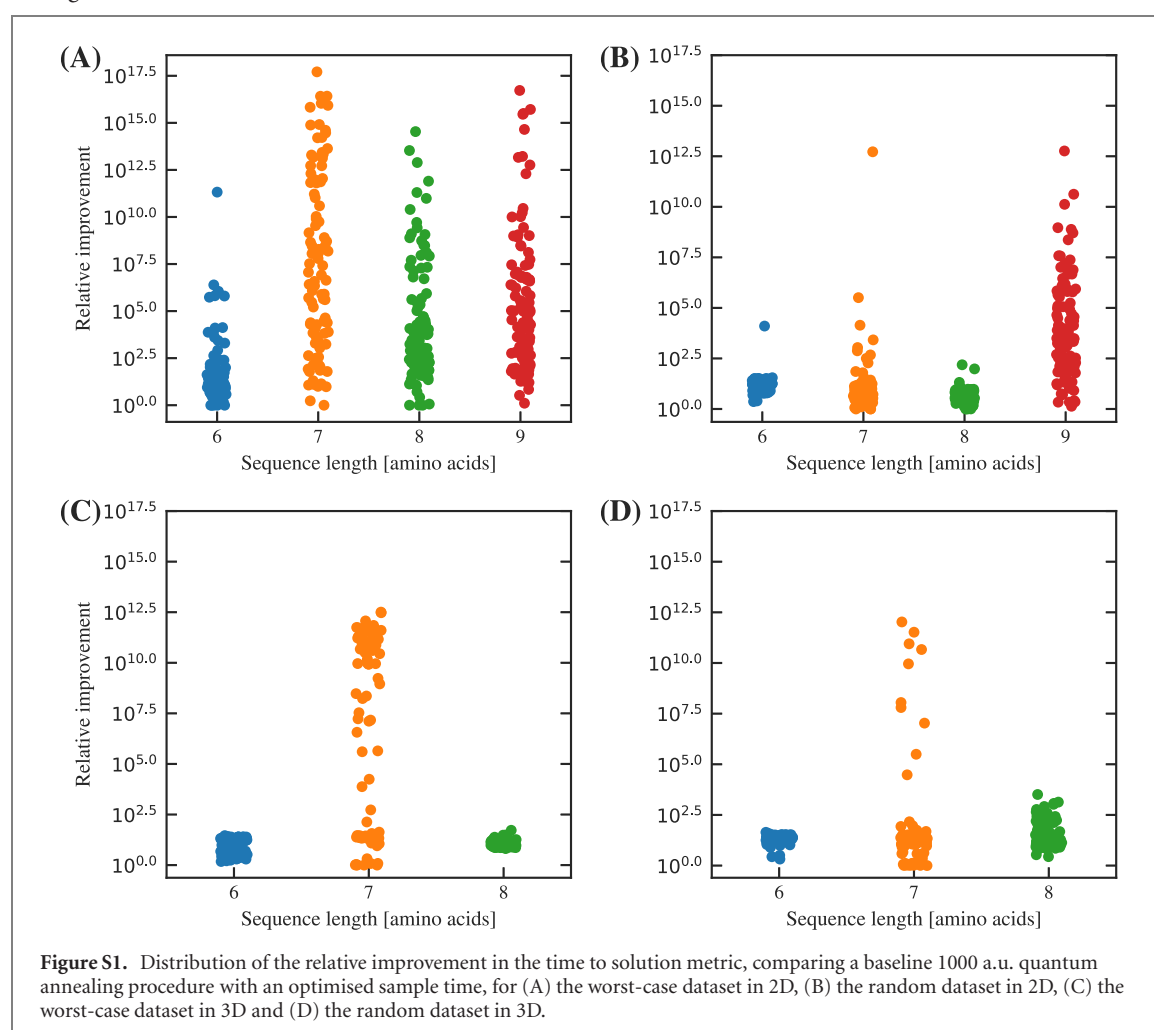 (A)
10^17.5
10^15.0
10^12.5
10^10.0
10^7.5
10^5.0
10^2.5
10^0.0
Relative improvement
6 7 8 9
Sequence length [amino acids]
(B)
10^17.5
10^15.0
10^12.5
10^10.0
10^7.5
10^5.0
10^2.5
10^0.0
6 7 8 9
Sequence length [amino acids]
(C)
10^17.5
10^15.0
10^12.5
10^10.0
10^7.5
10^5.0
10^2.5
10^0.0
Relative improvement
6 7 8
Sequence length [amino acids]
(D)
10^17.5
10^15.0
10^12.5
10^10.0
10^7.5
10^5.0
10^2.5
10^0.0
6 7 8
Sequence length [amino acids]
Figure S1. Distribution of the relative improvement in the time to solution metric, comparing a baseline 1000 a.u. quantum
annealing procedure with an optimised sample time, for (A) the worst-case dataset in 2D, (B) the random dataset in 2D, (C) the
worst-case dataset in 3D and (D) the random dataset in 3D.